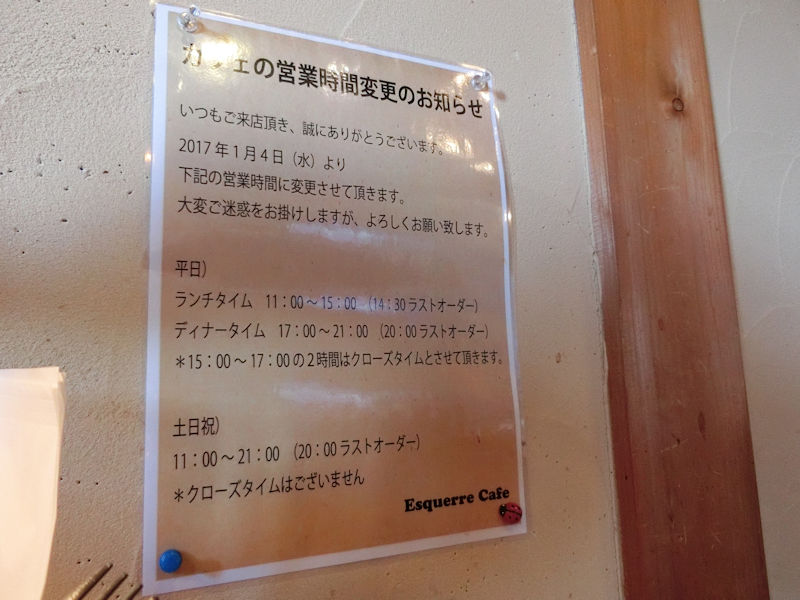 カフェの営業時間変更のお知らせ
いつもご来店頂き、誠にありがとうございます。
2017年1月4日（水）より
下記の営業時間に変更させて頂きます。
大変ご迷惑をお掛けしますが、よろしくお願い致します。
平日）
ランチタイム 11：00～15：00 （14：30ラストオーダー）
ディナータイム 17：00～21：00 （20：00ラストオーダー）
＊15：00～17：00の2時間はクローズタイムとさせて頂きます。
土日祝）
11：00～21：00 （20：00ラストオーダー）
＊クローズタイムはございません
Esquerre Cafe